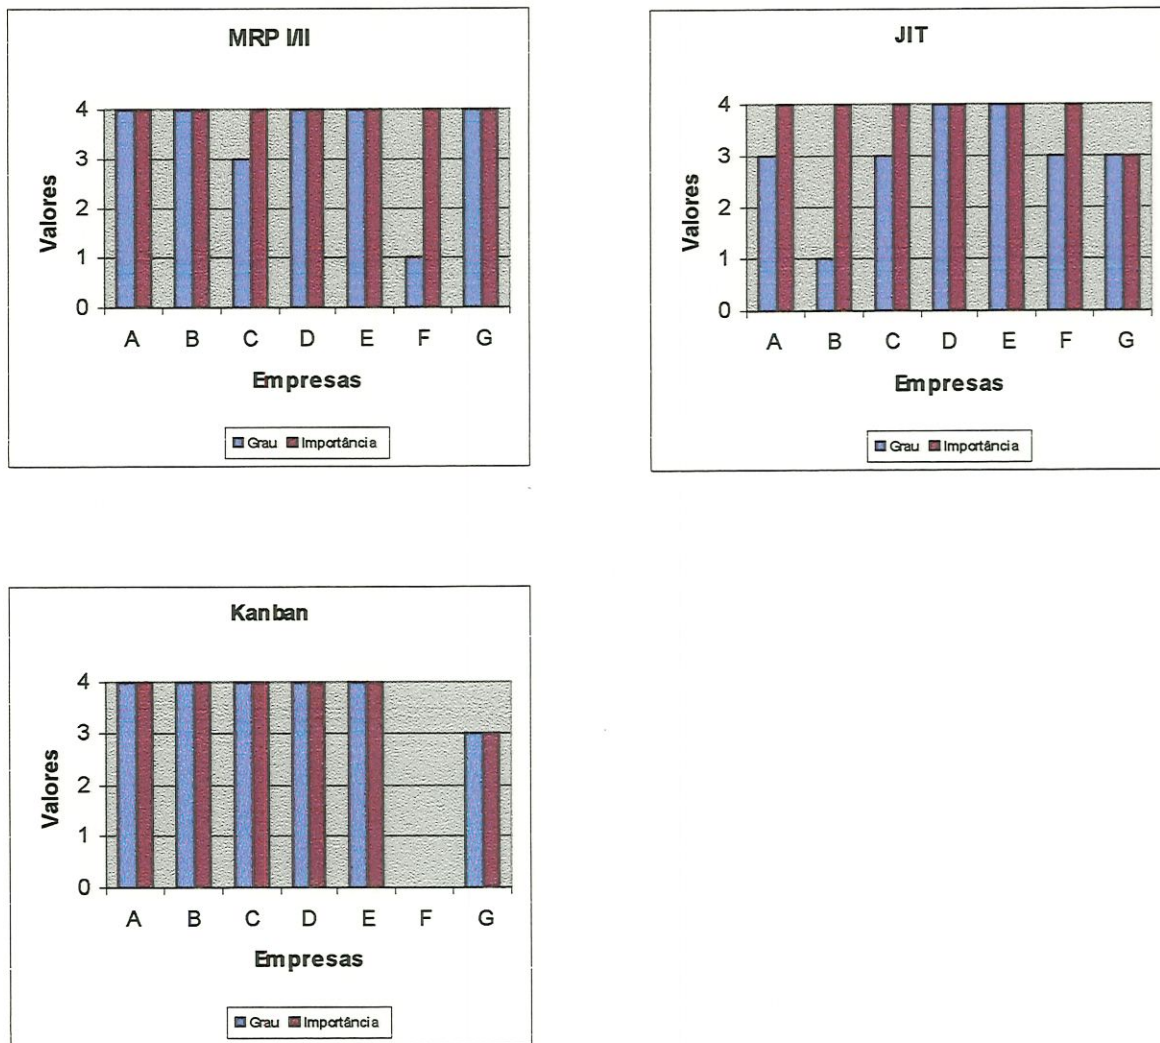 MRP I/II
4
3
2
1
0
Valores
A B C D E F G
Empresas
Grau Importância
JIT
4
3
2
1
0
Valores
A B C D E F G
Empresas
Grau Importância
Kanban
4
3
2
1
0
Valores
A B C D E F G
Empresas
Grau Importância